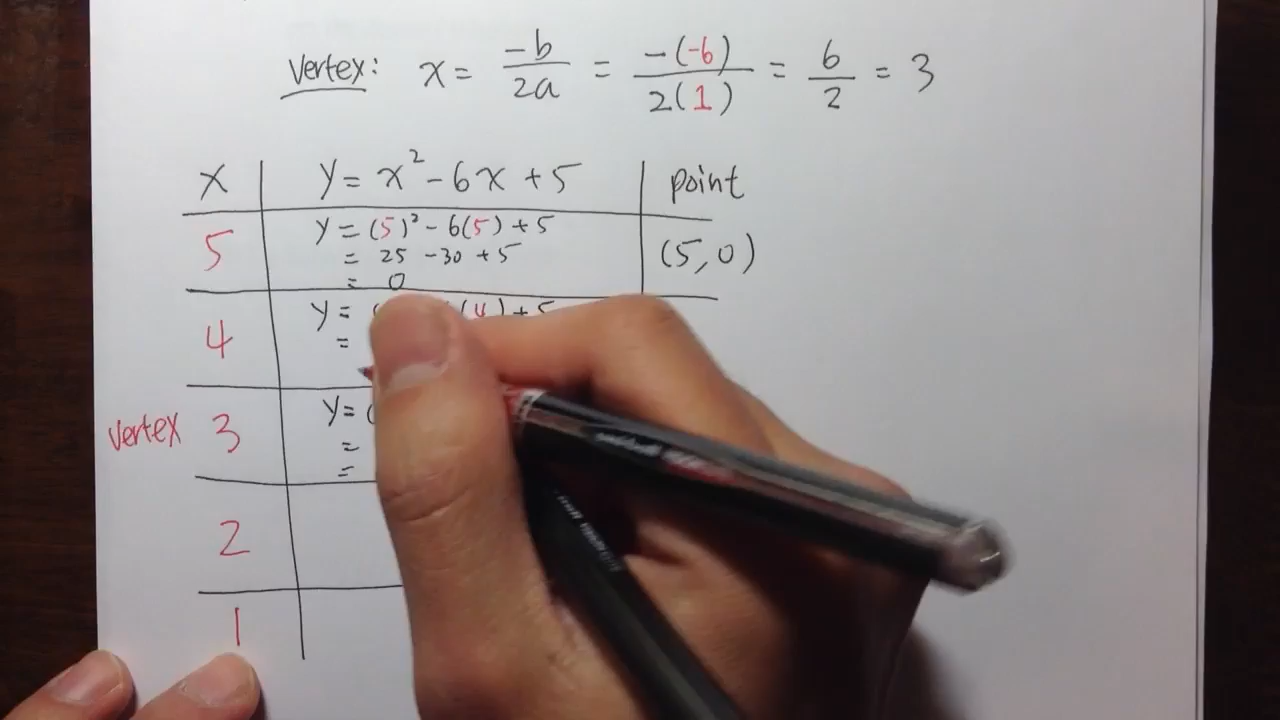 Vertex: x = -b/2a = -(-6)/2(1) = 6/2 = 3
x y = x² - 6x + 5 point
5 y = (5)² - 6(5) + 5 (5, 0)
= 25 - 30 + 5
= 0
4 y = ( (4) + 5
=
vertex 3 y = (
=
=
2
1